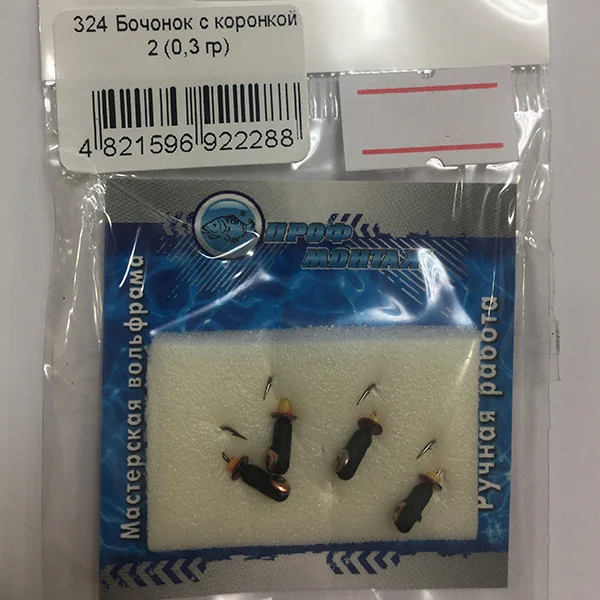 324 Бочонок с коронкой
2 (0,3 гр)
4 821596 922288
ПРОФ
МОНТАЖ
Мастерская вольфрама
Ручная работа